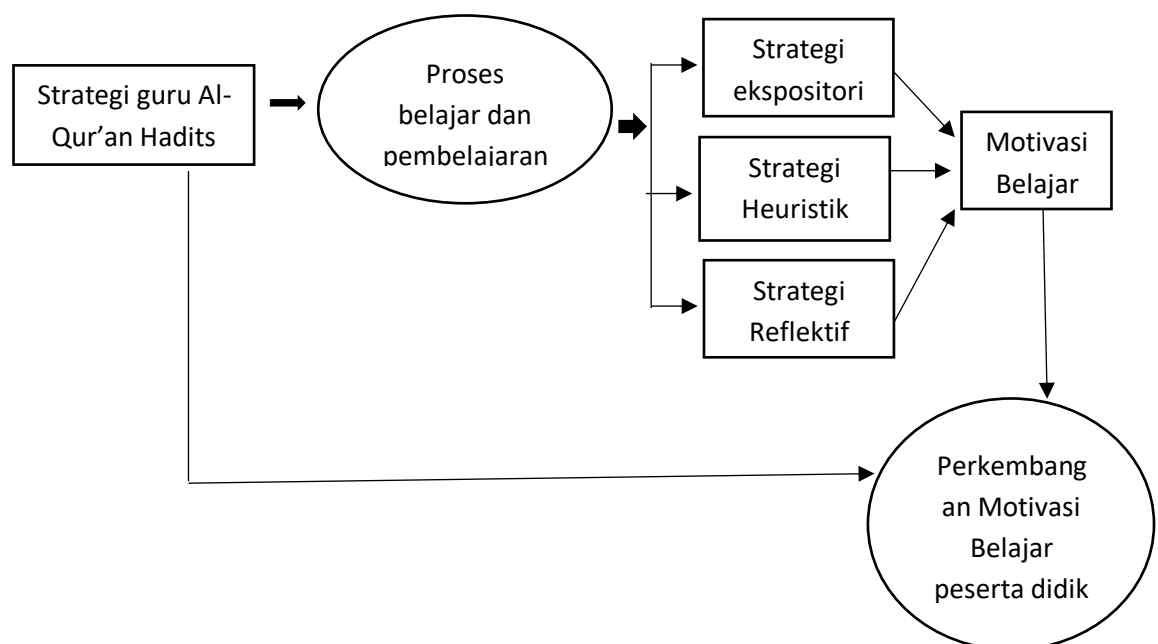 Strategi guru Al-
Qur’an Hadits
Proses
belajar dan
pembelajaran
Strategi
ekspositori
Strategi
Heuristik
Strategi
Reflektif
Motivasi
Belajar
Perkembang
an Motivasi
Belajar
peserta didik